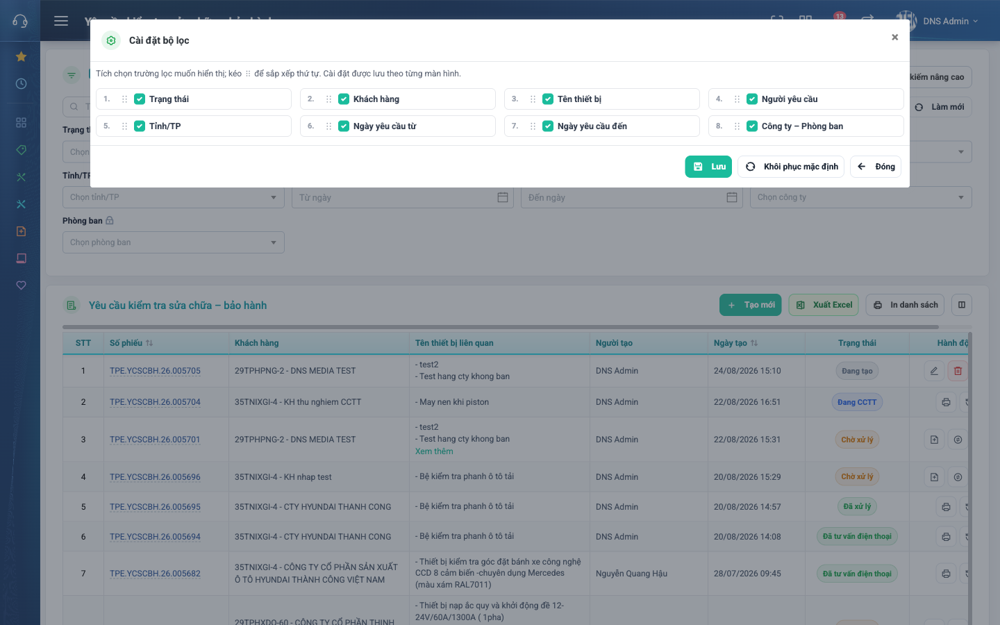 13
DNS Admin
Cài đặt bộ lọc
×
Tích chọn trường lọc muốn hiển thị; kéo để sắp xếp thứ tự. Cài đặt được lưu theo từng màn hình.
1. Trạng thái
2. Khách hàng
3. Tên thiết bị
4. Người yêu cầu
5. Tỉnh/TP
6. Ngày yêu cầu từ
7. Ngày yêu cầu đến
8. Công ty – Phòng ban
Lưu
Khôi phục mặc định
Đóng
kiếm nâng cao
Làm mới
Trạng th
Chọn
Tỉnh/TP
Chọn tỉnh/TP
Từ ngày
Đến ngày
Chọn công ty
Phòng ban
Chọn phòng ban
Yêu cầu kiểm tra sửa chữa – bảo hành
+ Tạo mới
Xuất Excel
In danh sách
STT Số phiếu Khách hàng Tên thiết bị liên quan Người tạo Ngày tạo Trạng thái Hành độ
1 TPE.YCSCBH.26.005705 29TPHPNG-2 - DNS MEDIA TEST - test2
- Test hang cty khong ban DNS Admin 24/08/2026 15:10 Đang tạo
2 TPE.YCSCBH.26.005704 35TNIXGI-4 - KH thu nghiem CCTT - May nen khi piston DNS Admin 22/08/2026 16:51 Đang CCTT
3 TPE.YCSCBH.26.005701 29TPHPNG-2 - DNS MEDIA TEST - test2
- Test hang cty khong ban
Xem thêm DNS Admin 22/08/2026 15:31 Chờ xử lý
4 TPE.YCSCBH.26.005696 35TNIXGI-4 - KH nhap test - Bệ kiểm tra phanh ô tô tải DNS Admin 20/08/2026 15:29 Chờ xử lý
5 TPE.YCSCBH.26.005695 35TNIXGI-4 - CTY HYUNDAI THANH CONG - Bệ kiểm tra phanh ô tô tải DNS Admin 20/08/2026 14:57 Đã xử lý
6 TPE.YCSCBH.26.005694 35TNIXGI-4 - CTY HYUNDAI THANH CONG - Bệ kiểm tra phanh ô tô tải DNS Admin 20/08/2026 14:08 Đã tư vấn điện thoại
7 TPE.YCSCBH.26.005682 35TNIXGI-4 - CÔNG TY CỔ PHẦN SẢN XUẤT
Ô TÔ HYUNDAI THÀNH CÔNG VIỆT NAM - Thiết bị kiểm tra góc đặt bánh xe công nghệ
CCD 8 cảm biến -chuyên dụng Mercedes
(màu xám RAL7011) Nguyễn Quang Hậu 28/07/2026 09:45 Đã tư vấn điện thoại
- Thiết bị nạp ắc quy và khởi động đề 12-
24V/60A/1300A ( 1pha)
29TPHXDO-60 - CÔNG TY CỔ PHẦN THỊNH